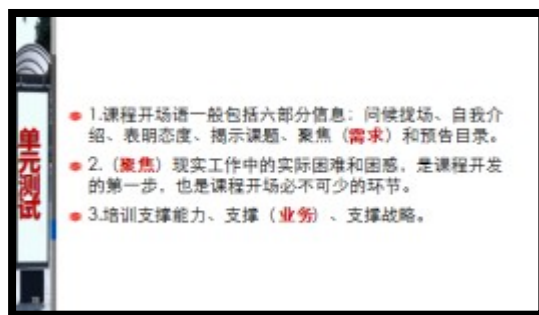 单元测试
1.课程开场语一般包括六部分信息：问候拢场、自我介
绍、表明态度、揭示课题、聚焦（需求）和预告目录。
2.（聚焦）现实工作中的实际困难和困惑，是课程开发
的第一步，也是课程开场必不可少的环节。
3.培训支撑能力、支撑（业务）、支撑战略。